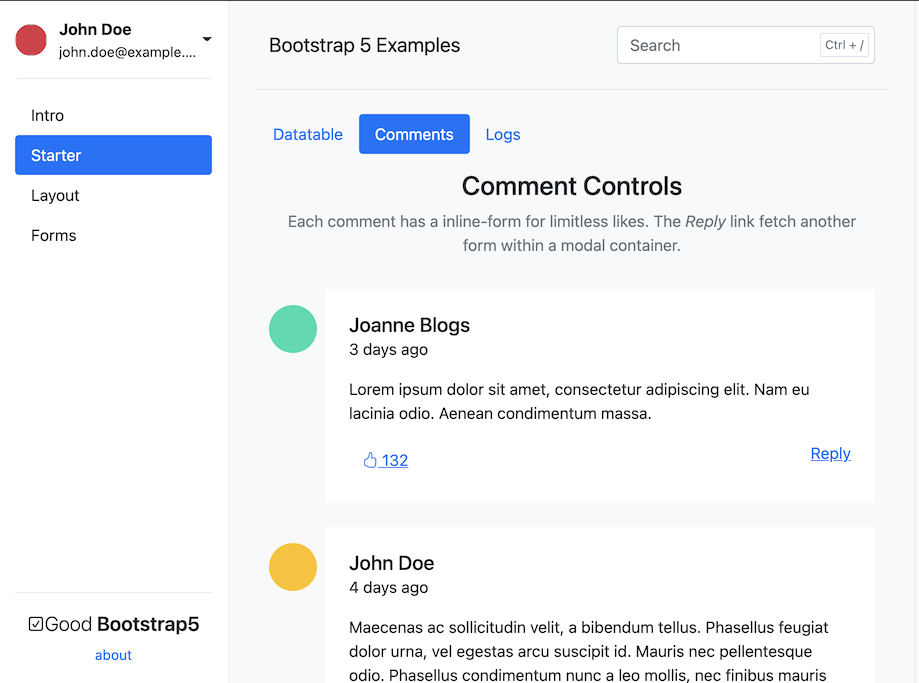 John Doe
john.doe@example....
Intro
Starter
Layout
Forms
Good Bootstrap5
about
Bootstrap 5 Examples
Search
Ctrl + /
Datatable
Comments
Logs
Comment Controls
Each comment has a inline-form for limitless likes. The Reply link fetch another
form within a modal container.
Joanne Blogs
3 days ago
Lorem ipsum dolor sit amet, consectetur adipiscing elit. Nam eu
lacinia odio. Aenean condimentum massa.
132
Reply
John Doe
4 days ago
Maecenas ac sollicitudin velit, a bibendum tellus. Phasellus feugiat
dolor urna, vel egestas arcu suscipit id. Mauris nec pellentesque
odio. Phasellus condimentum nunc a leo mollis, nec finibus mauris